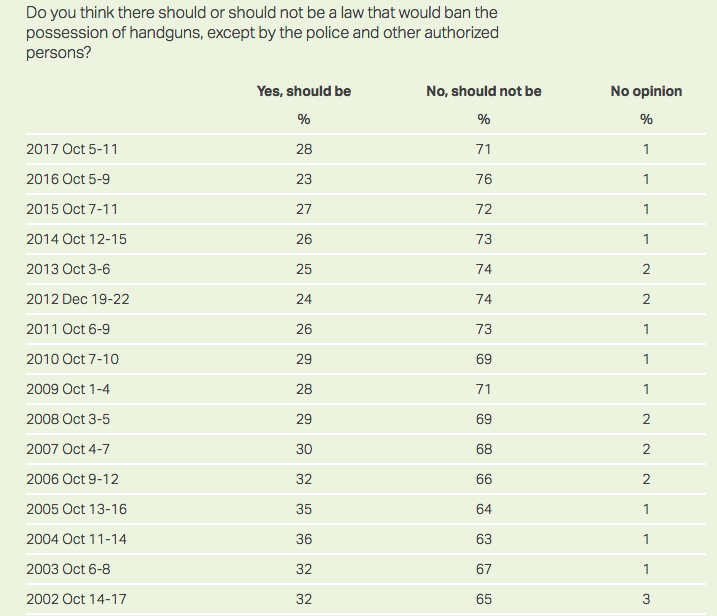 Do you think there should or should not be a law that would ban the
possession of handguns, except by the police and other authorized
persons?
Yes, should be No, should not be No opinion
% % %
2017 Oct 5-11 28 71 1
2016 Oct 5-9 23 76 1
2015 Oct 7-11 27 72 1
2014 Oct 12-15 26 73 1
2013 Oct 3-6 25 74 2
2012 Dec 19-22 24 74 2
2011 Oct 6-9 26 73 1
2010 Oct 7-10 29 69 1
2009 Oct 1-4 28 71 1
2008 Oct 3-5 29 69 2
2007 Oct 4-7 30 68 2
2006 Oct 9-12 32 66 2
2005 Oct 13-16 35 64 1
2004 Oct 11-14 36 63 1
2003 Oct 6-8 32 67 1
2002 Oct 14-17 32 65 3